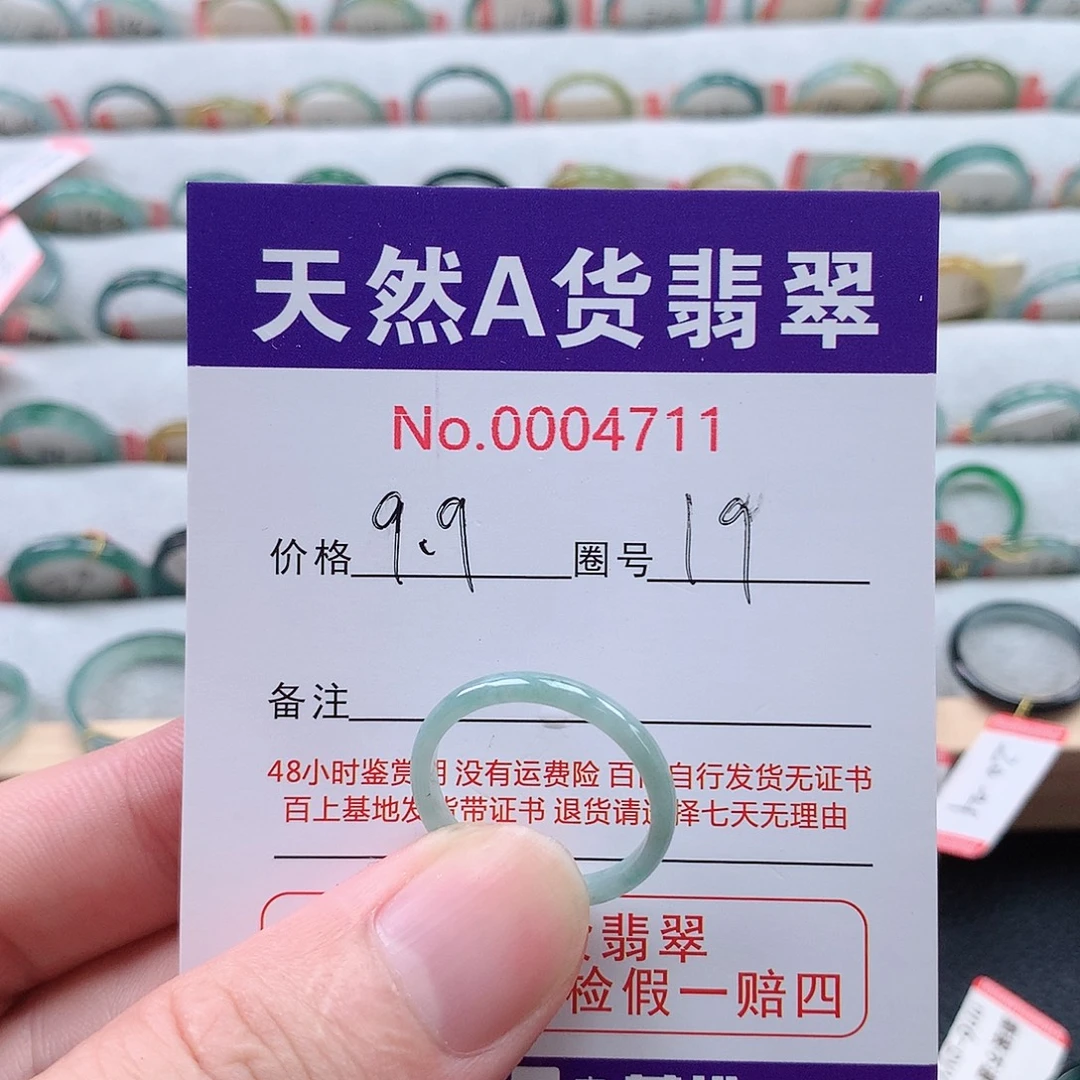 天然A货翡翠
No.0004711
价格 9.9 圈号 19
备注
48小时鉴赏期 没有运费险 百 自行发货无证书
百上基地发货带证书 退货请选择七天无理由
翡翠
检假一赔四